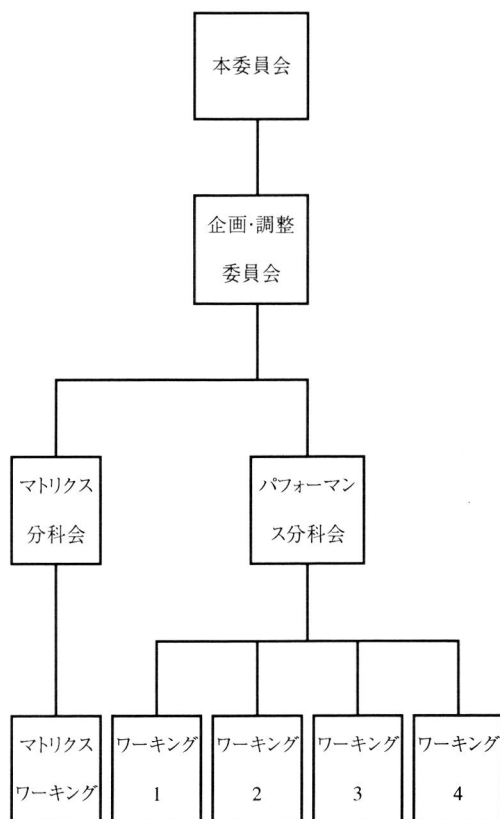 本委員会
企画・調整
委員会
マトリクス
分科会
パフォーマン
ス分科会
マトリクス
ワーキング
ワーキング
1
ワーキング
2
ワーキング
3
ワーキング
4